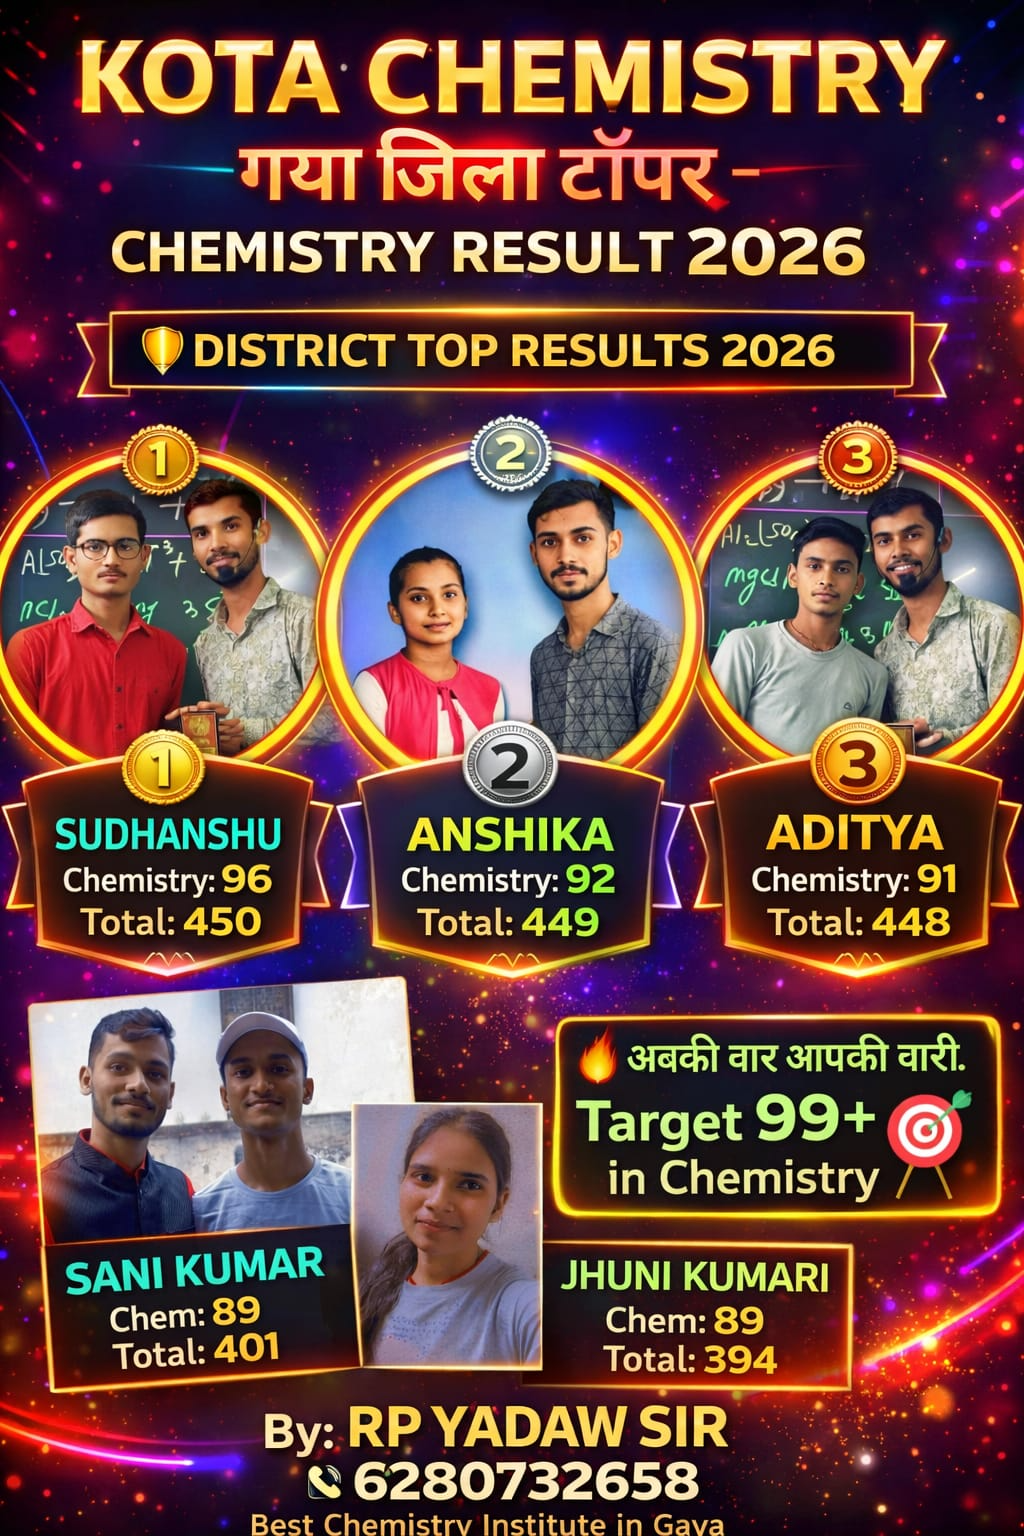 KOTA CHEMISTRY
गया जिला टॉपर -
CHEMISTRY RESULT 2026
DISTRICT TOP RESULTS 2026
1
2
3
1
SUDHANSHU
Chemistry: 96
Total: 450
2
ANSHIKA
Chemistry: 92
Total: 449
3
ADITYA
Chemistry: 91
Total: 448
अबकी वार आपकी वारी.
Target 99+
in Chemistry
SANI KUMAR
Chem: 89
Total: 401
JHUNI KUMARI
Chem: 89
Total: 394
By: RP YADAW SIR
6280732658
Best Chemistry Institute in Gaya